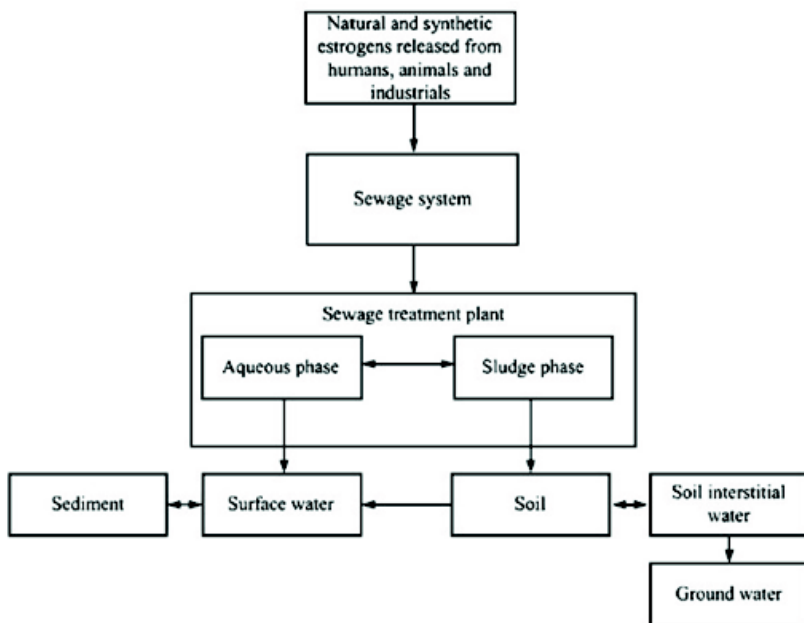 Natural and synthetic
estrogens released from
humans, animals and
industrials
Sewage system
Sewage treatment plant
Aqueous phase
Sludge phase
Sediment
Surface water
Soil
Soil interstitial
water
Ground water